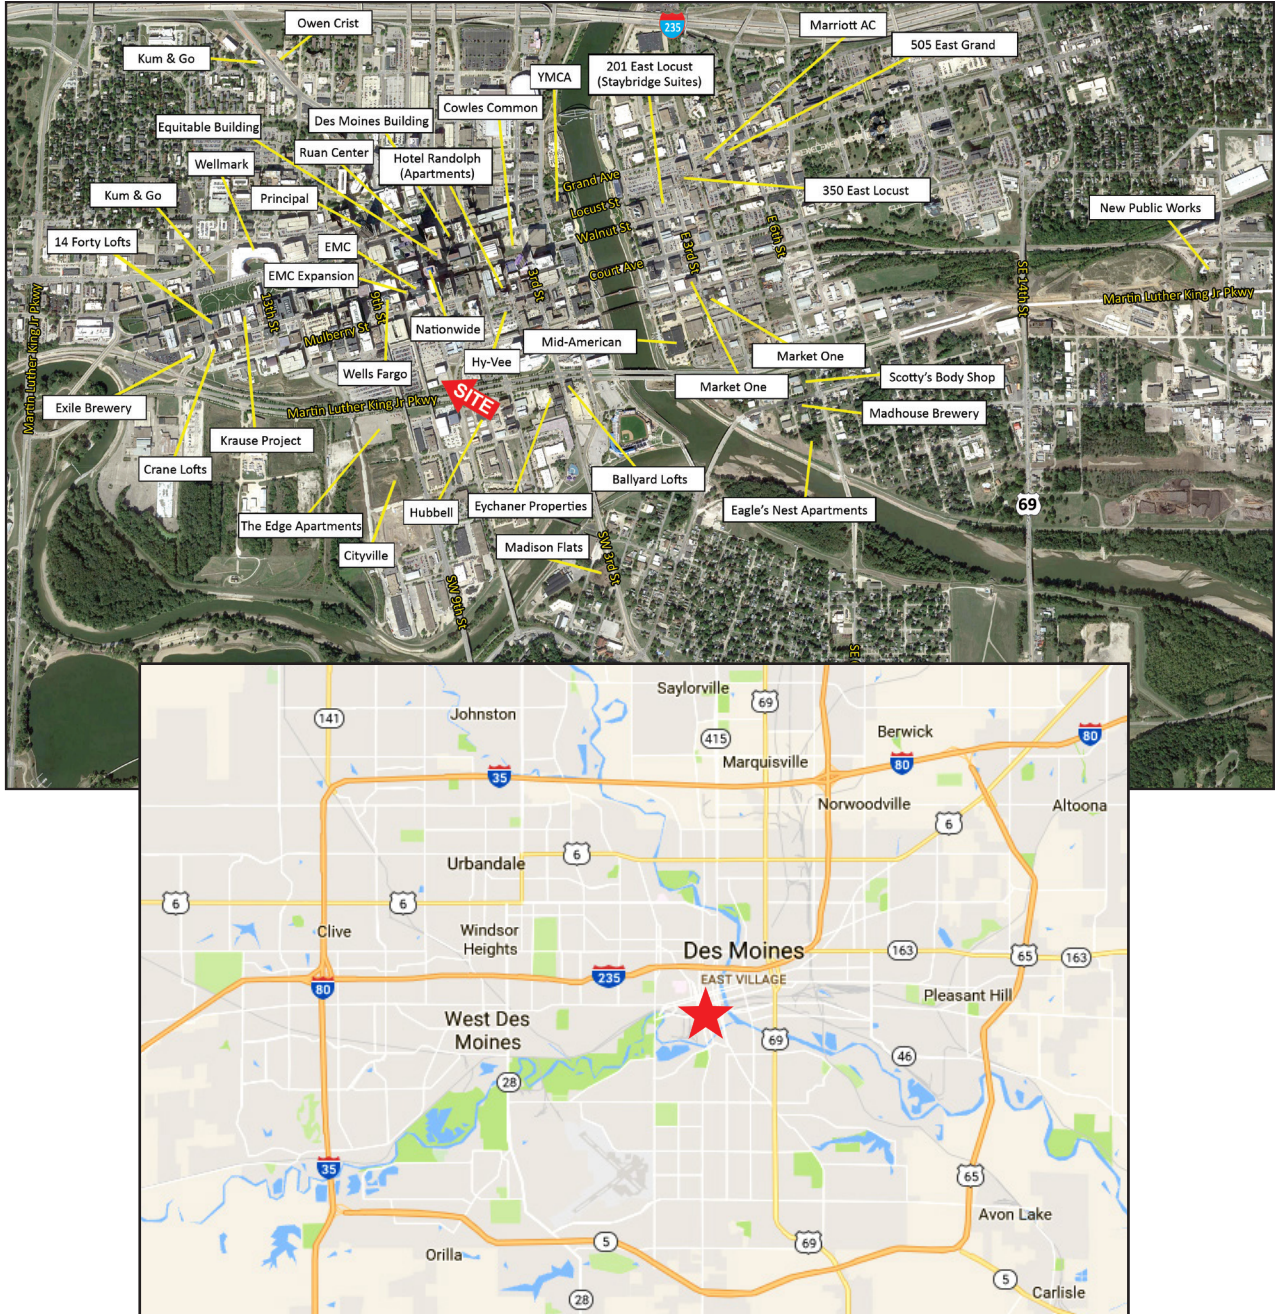 Owen Crist
235
Marriott AC
Kum & Go
505 East Grand
201 East Locust
(Staybridge Suites)
YMCA
Cowles Common
Des Moines Building
Equitable Building
Ruan Center
Hotel Randolph
(Apartments)
Wellmark
Kum & Go
Principal
Grand Ave
350 East Locust
Locust St
New Public Works
Walnut St
E 6th St
14 Forty Lofts
EMC
E 3rd St
EMC Expansion
Court Ave
3rd St
SE 14th St
Martin Luther King Jr Pkwy
13th St
9th St
Mulberry St
Nationwide
Mid-American
Market One
Martin Luther King Jr Pkwy
Hy-Vee
Wells Fargo
Market One
Scotty's Body Shop
SITE
Exile Brewery
Martin Luther King Jr Pkwy
Madhouse Brewery
Krause Project
Crane Lofts
Ballyard Lofts
The Edge Apartments
Hubbell
Eychaner Properties
Eagle's Nest Apartments
69
Cityville
Madison Flats
SW 3rd St
SW 9th St
SE
Saylorville
69
141
Johnston
415
Berwick
80
Marquisville
80
35
Norwoodville
Altoona
6
Urbandale
6
6
6
Clive
Windsor
Heights
Des Moines
163
65
163
235
EAST VILLAGE
80
Pleasant Hill
West Des
Moines
69
46
28
35
65
Avon Lake
5
69
Orilla
5
Carlisle
28